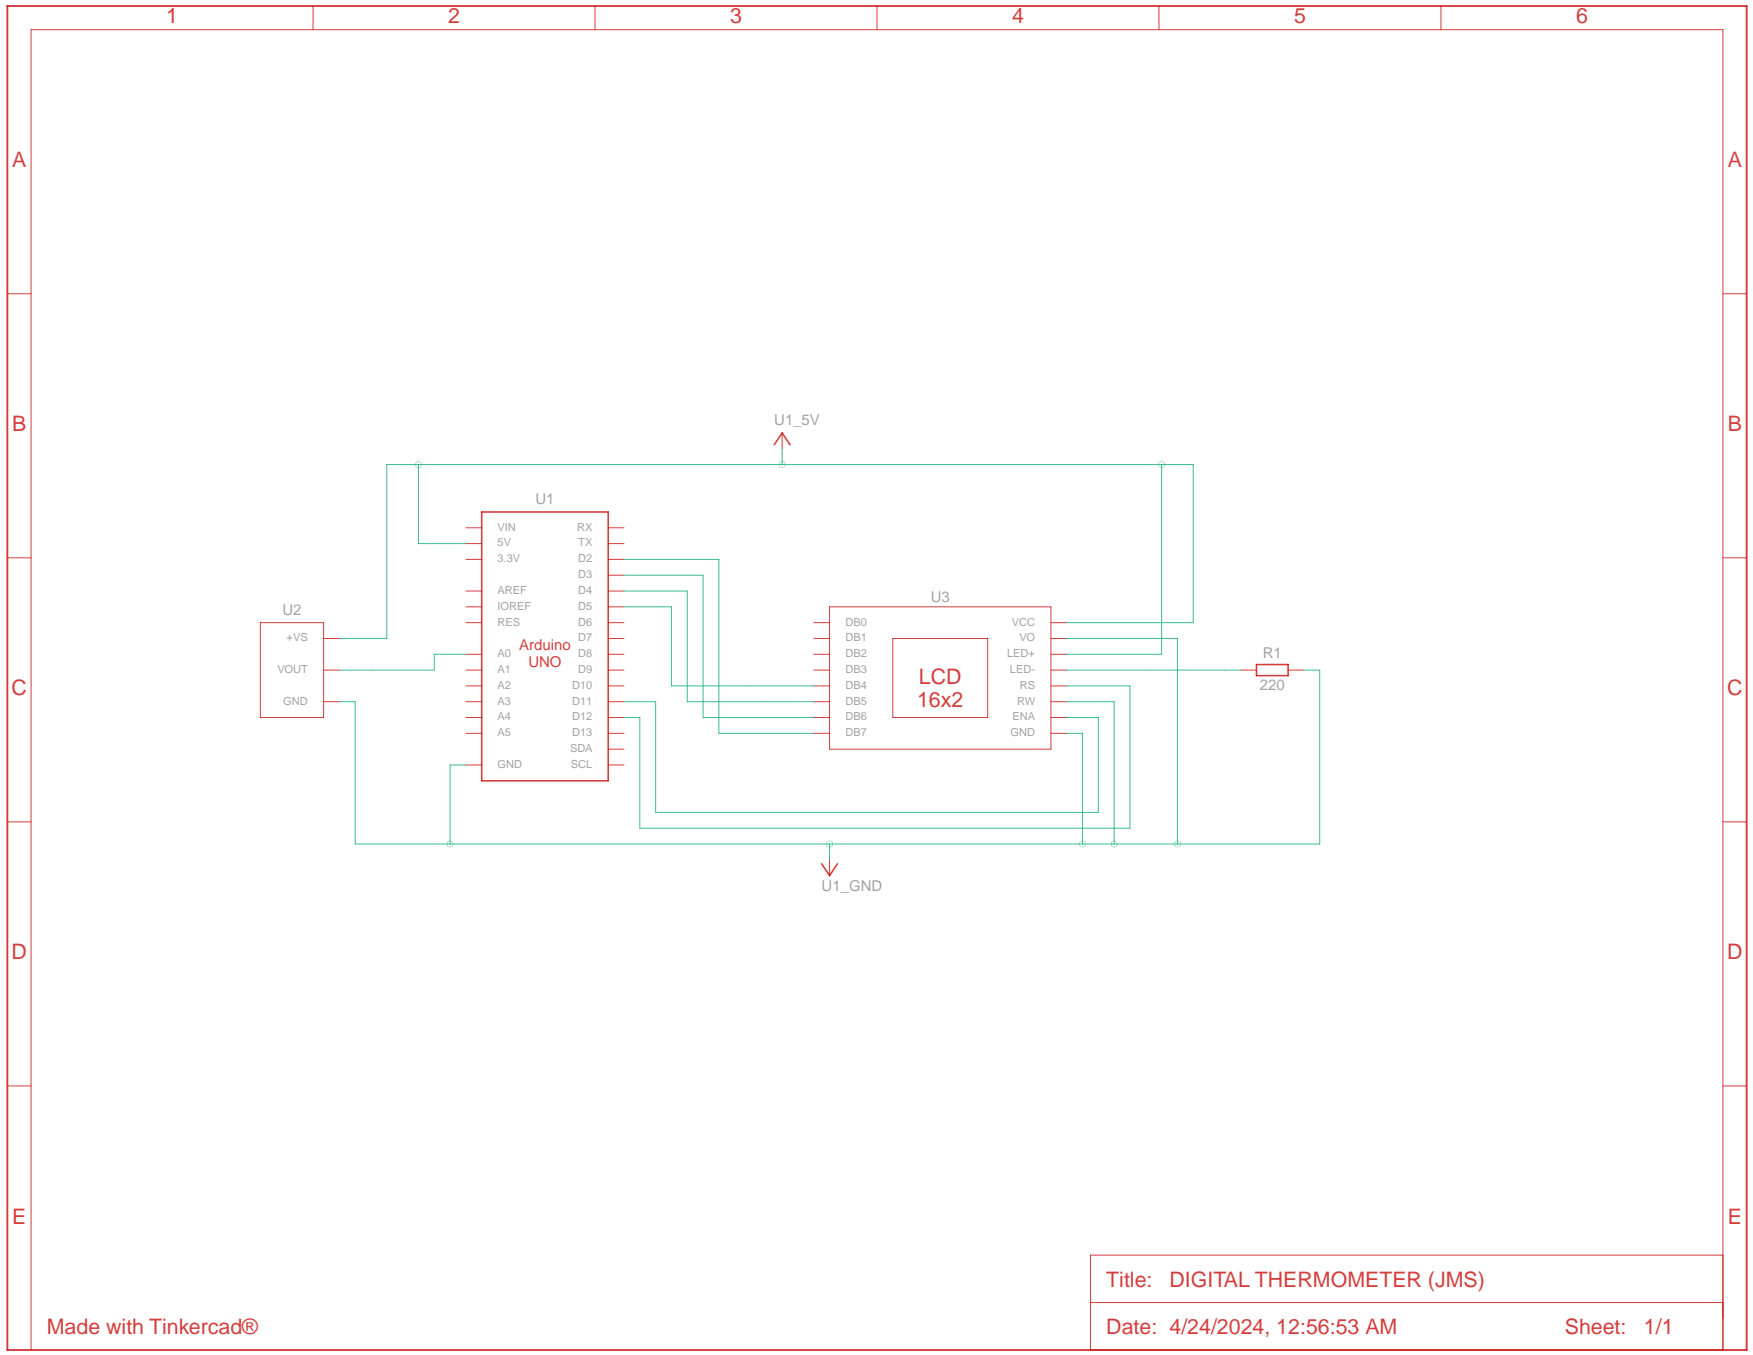 1 2 3 4 5 6
A A
B B
U1_5V
U1
VIN RX
5V TX
3.3V D2
D3
AREF D4
IOREF D5
RES D6
D7
Arduino
UNO
A0 D8
A1 D9
A2 D10
A3 D11
A4 D12
A5 D13
SDA
GND SCL
U2
+VS
VOUT
GND
U3
DB0 VCC
DB1 VO
DB2 LED+
DB3 LED-
DB4 RS
DB5 RW
DB6 ENA
DB7 GND
LCD
16x2
R1
220
C C
U1_GND
D D
E E
Title: DIGITAL THERMOMETER (JMS)
Made with Tinkercad®
Date: 4/24/2024, 12:56:53 AM Sheet: 1/1